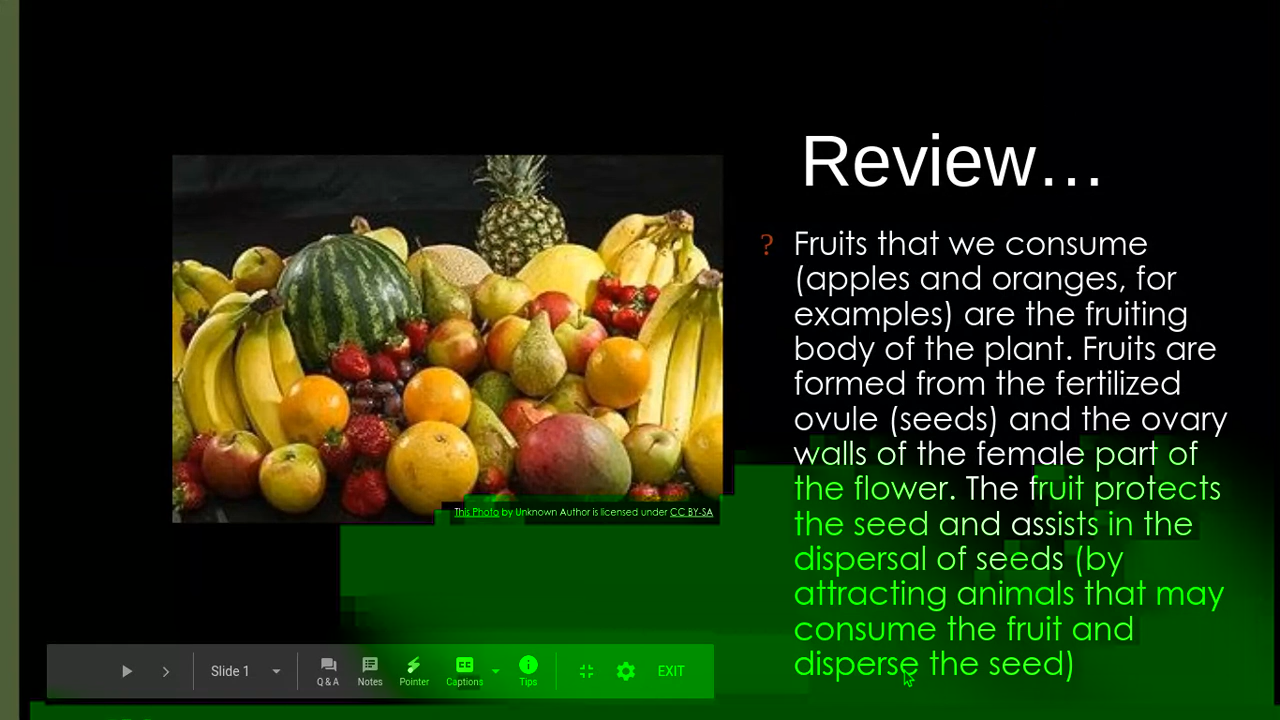 Review…
? Fruits that we consume
(apples and oranges, for
examples) are the fruiting
body of the plant. Fruits are
formed from the fertilized
ovule (seeds) and the ovary
walls of the female part of
the flower. The fruit protects
the seed and assists in the
dispersal of seeds (by
attracting animals that may
consume the fruit and
disperse the seed)
This Photo by Unknown Author is licensed under CC BY-SA
Slide 1
Q & A
Notes
Pointer
Captions
Tips
EXIT